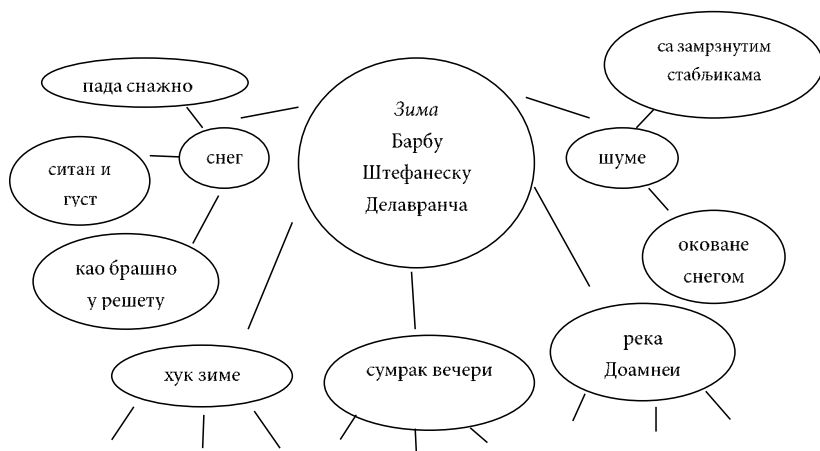 са замрзнутим
стабљикама
пада снажно
Зима
Барбу
Штефанеску
Делавранча
снег
шуме
ситан и
густ
оковане
снегом
као брашно
у решету
река
Доамнеи
хук зиме
сумрак вечери